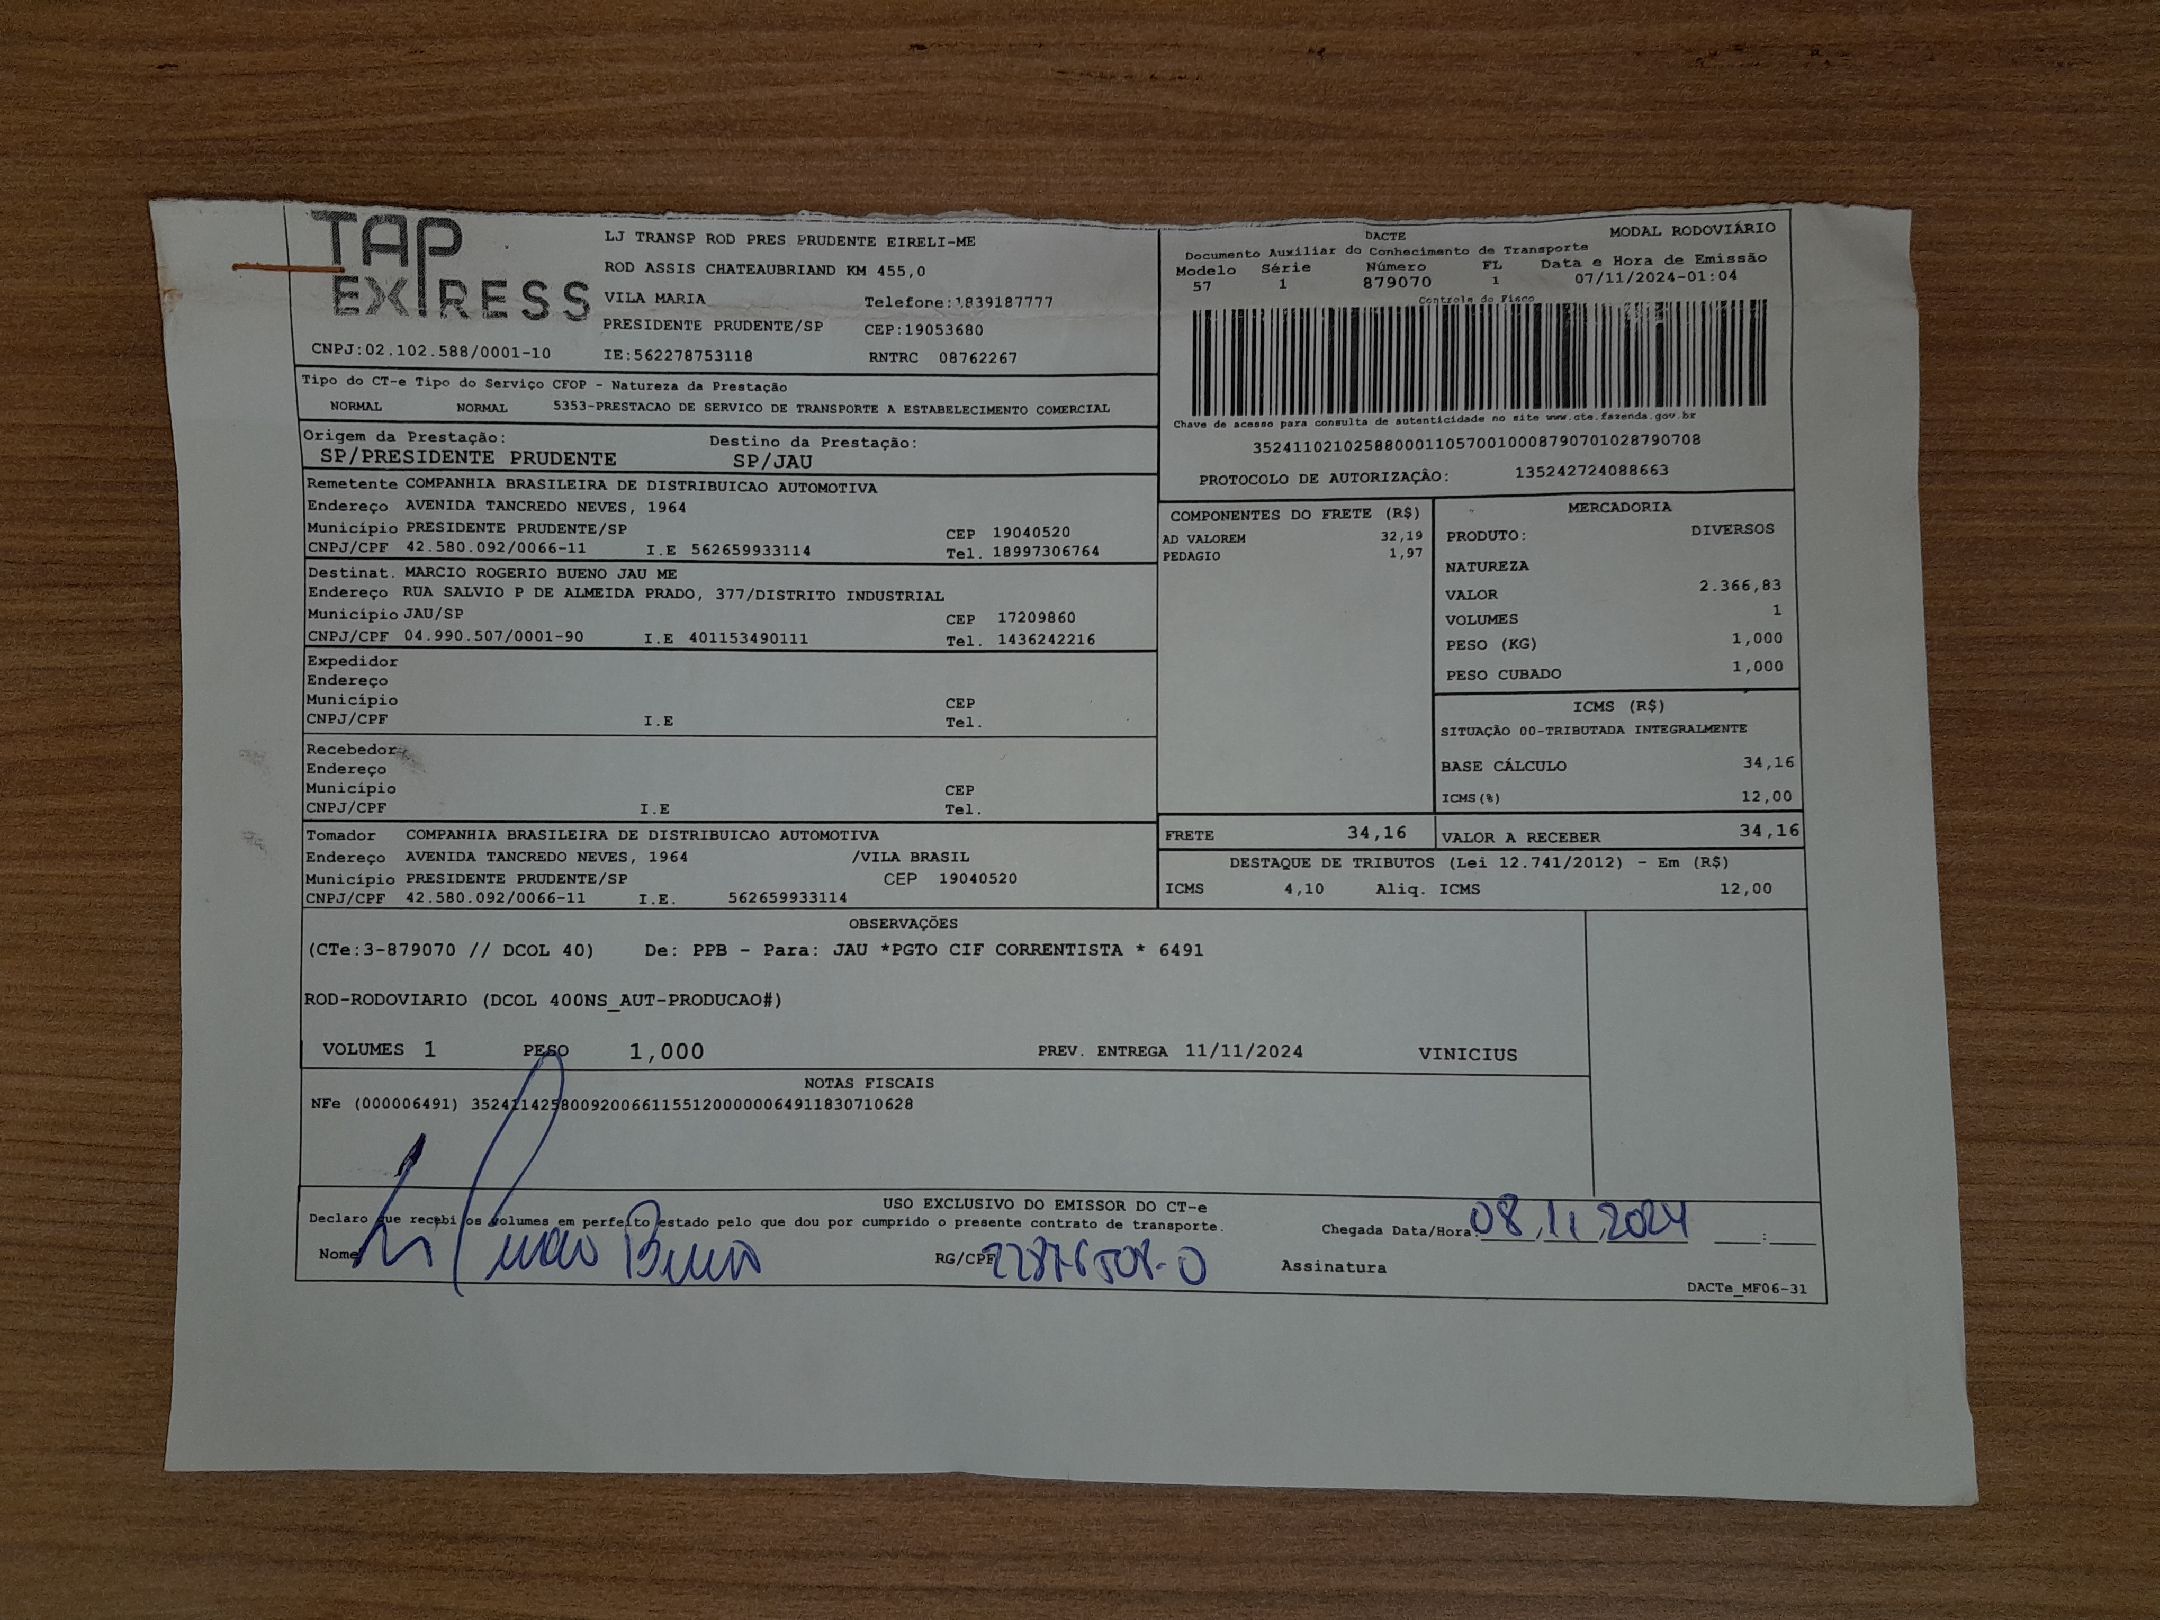 TAP
EXPRESS
CNPJ:02.102.588/0001-10
LJ TRANSP ROD PRES PRUDENTE EIRELI-ME
ROD ASSIS CHATEAUBRIAND KM 455,0
VILA MARIA Telefone:1839187777
PRESIDENTE PRUDENTE/SP CEP:19053680
IE:562278753118 RNTRC 08762267
DACTE MODAL RODOVIÁRIO
Documento Auxiliar do Conhecimento de Transporte
Modelo Série Número FL Data e Hora de Emissão
57 1 879070 1 07/11/2024-01:04
Controle do Fisco
Chave de acesso para consulta de autenticidade no site www.cte.fazenda.gov.br
35241102102588000110570010008790701028790708
PROTOCOLO DE AUTORIZAÇÂO: 135242724088663
Tipo do CT-e Tipo do Serviço CFOP - Natureza da Prestação
NORMAL NORMAL 5353-PRESTACAO DE SERVICO DE TRANSPORTE A ESTABELECIMENTO COMERCIAL
Origem da Prestação: Destino da Prestação:
SP/PRESIDENTE PRUDENTE SP/JAU
Remetente COMPANHIA BRASILEIRA DE DISTRIBUICAO AUTOMOTIVA
Endereço AVENIDA TANCREDO NEVES, 1964
Município PRESIDENTE PRUDENTE/SP CEP 19040520
CNPJ/CPF 42.580.092/0066-11 I.E 562659933114 Tel. 18997306764
Destinat. MARCIO ROGERIO BUENO JAU ME
Endereço RUA SALVIO P DE ALMEIDA PRADO, 377/DISTRITO INDUSTRIAL
Município JAU/SP CEP 17209860
CNPJ/CPF 04.990.507/0001-90 I.E 401153490111 Tel. 1436242216
Expedidor
Endereço
Município CEP
CNPJ/CPF I.E Tel.
Recebedor
Endereço
Município CEP
CNPJ/CPF I.E Tel.
Tomador COMPANHIA BRASILEIRA DE DISTRIBUICAO AUTOMOTIVA
Endereço AVENIDA TANCREDO NEVES, 1964 /VILA BRASIL
Município PRESIDENTE PRUDENTE/SP CEP 19040520
CNPJ/CPF 42.580.092/0066-11 I.E. 562659933114
COMPONENTES DO FRETE (R$)
AD VALOREM 32,19
PEDAGIO 1,97
MERCADORIA
PRODUTO: DIVERSOS
NATUREZA
VALOR 2.366,83
VOLUMES 1
PESO (KG) 1,000
PESO CUBADO 1,000
ICMS (R$)
SITUAÇÃO 00-TRIBUTADA INTEGRALMENTE
BASE CÁLCULO 34,16
ICMS(%) 12,00
FRETE 34,16 VALOR A RECEBER 34,16
DESTAQUE DE TRIBUTOS (Lei 12.741/2012) - Em (R$)
ICMS 4,10 Aliq. ICMS 12,00
OBSERVAÇÕES
(CTe:3-879070 // DCOL 40) De: PPB - Para: JAU *PGTO CIF CORRENTISTA * 6491
ROD-RODOVIARIO (DCOL 400NS_AUT-PRODUCAO#)
VOLUMES 1 PESO 1,000 PREV. ENTREGA 11/11/2024 VINICIUS
NOTAS FISCAIS
NFe (000006491) 35241142580092006611551200000064911830710628
USO EXCLUSIVO DO EMISSOR DO CT-e
Declaro que recebi os volumes em perfeito estado pelo que dou por cumprido o presente contrato de transporte.
Chegada Data/Hora: 08 11 2024 :
Nome Bueno RG/CPF Assinatura
DACTe_MF06-31